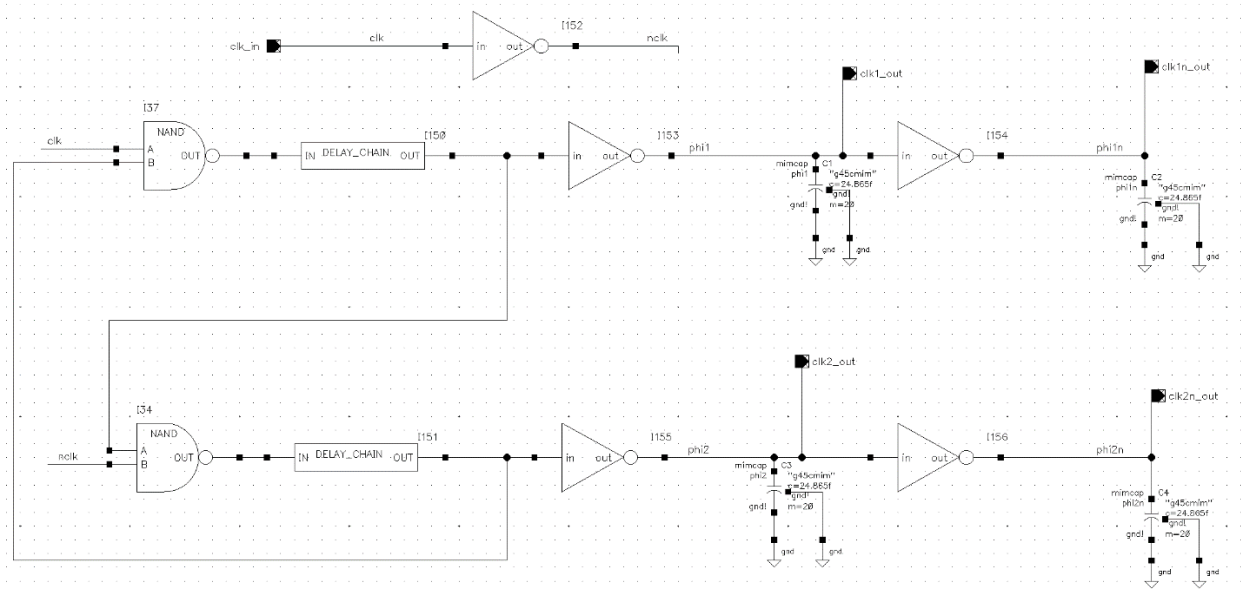 I152
clk_in
clk
in
out
nclk
clk1_out
clk1n_out
I37
clk
NAND
A
B
OUT
I150
IN DELAY_CHAIN OUT
I153
in
out
phi1
I154
in
out
phi1n
mimcap
phi1
C1
"g45cmim"
c=24.865f
gnd!
gnd!
m=20
gnd
gnd
mimcap
phi1n
C2
"g45cmim"
c=24.865f
gnd!
gnd!
m=20
gnd
gnd
clk2_out
clk2n_out
I34
NAND
A
B
OUT
nclk
I151
IN DELAY_CHAIN OUT
I155
in
out
phi2
I156
in
out
phi2n
mimcap
phi2
C3
"g45cmim"
c=24.865f
gnd!
gnd!
m=20
gnd
gnd
mimcap
phi2n
C4
"g45cmim"
c=24.865f
gnd!
gnd!
m=20
gnd
gnd